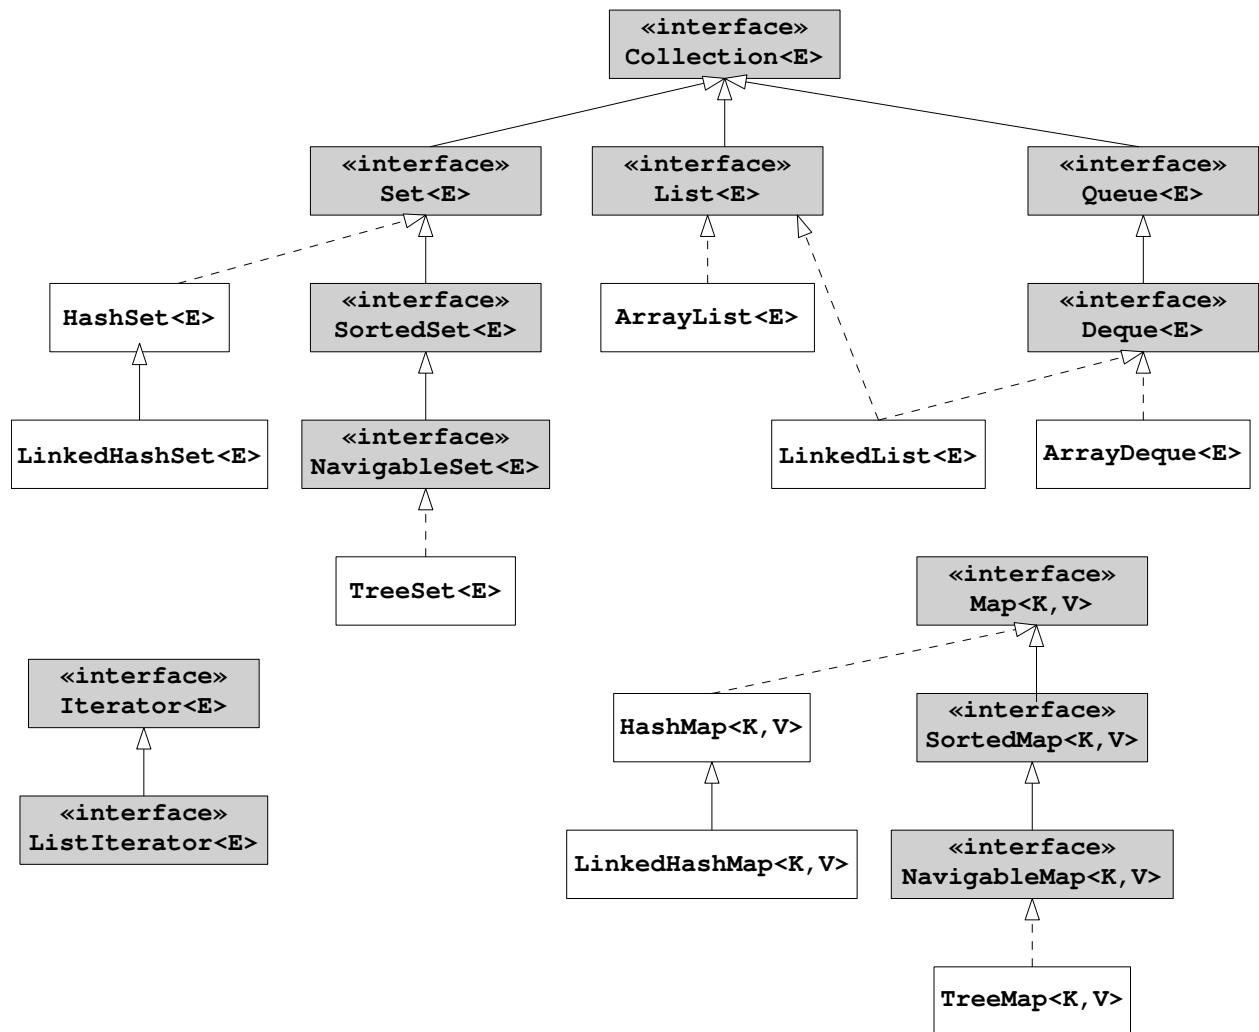 «interface»
Collection<E>
«interface»
Set<E>
«interface»
List<E>
«interface»
Queue<E>
HashSet<E>
«interface»
SortedSet<E>
ArrayList<E>
«interface»
Deque<E>
LinkedHashSet<E>
«interface»
NavigableSet<E>
LinkedList<E>
ArrayDeque<E>
TreeSet<E>
«interface»
Map<K,V>
«interface»
Iterator<E>
HashMap<K,V>
«interface»
SortedMap<K,V>
«interface»
ListIterator<E>
LinkedHashMap<K,V>
«interface»
NavigableMap<K,V>
TreeMap<K,V>